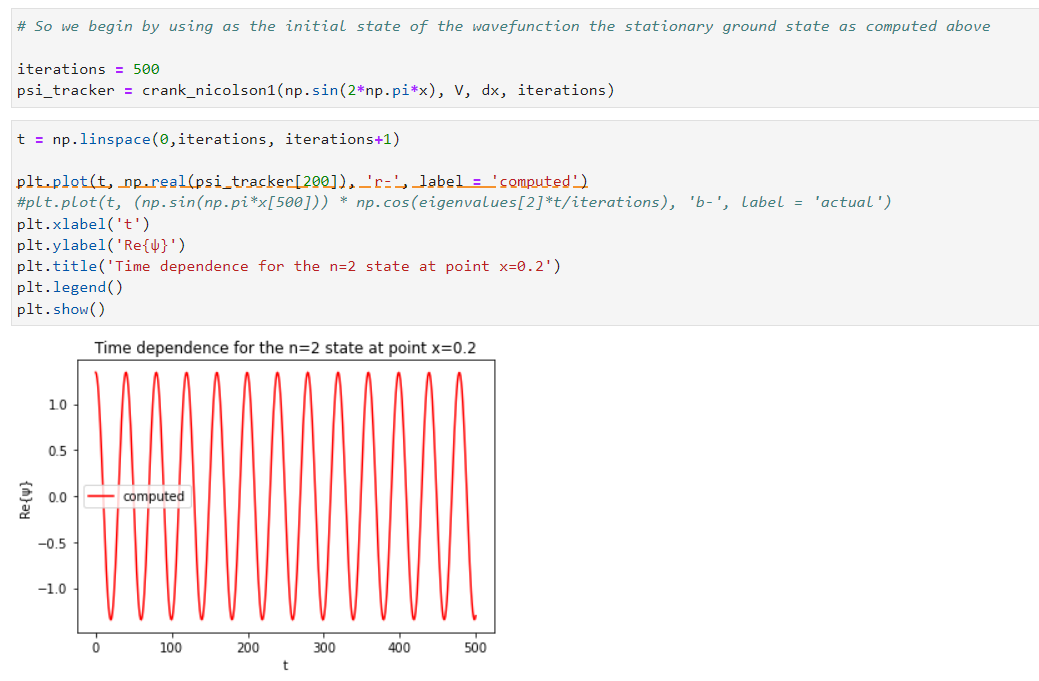 # So we begin by using as the initial state of the wavefunction the stationary ground state as computed above
iterations = 500
psi_tracker = crank_nicolson1(np.sin(2*np.pi*x), V, dx, iterations)
t = np.linspace(0,iterations, iterations+1)
plt.plot(t, np.real(psi_tracker[200]), 'r-', label = 'computed')
#plt.plot(t, (np.sin(np.pi*x[500])) * np.cos(eigenvalues[2]*t/iterations), 'b-', label = 'actual')
plt.xlabel('t')
plt.ylabel('Re{ψ}')
plt.title('Time dependence for the n=2 state at point x=0.2')
plt.legend()
plt.show()
Time dependence for the n=2 state at point x=0.2
1.0
0.5
0.0
−0.5
−1.0
Re{ψ}
computed
0 100 200 300 400 500
t